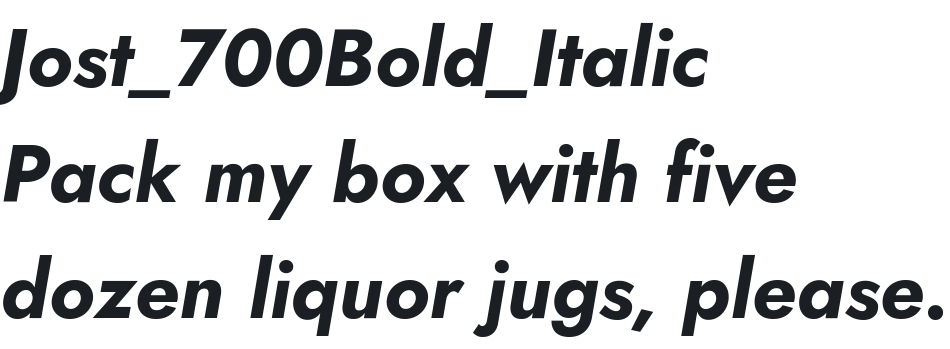 Jost_700Bold_Italic
Pack my box with five
dozen liquor jugs, please.